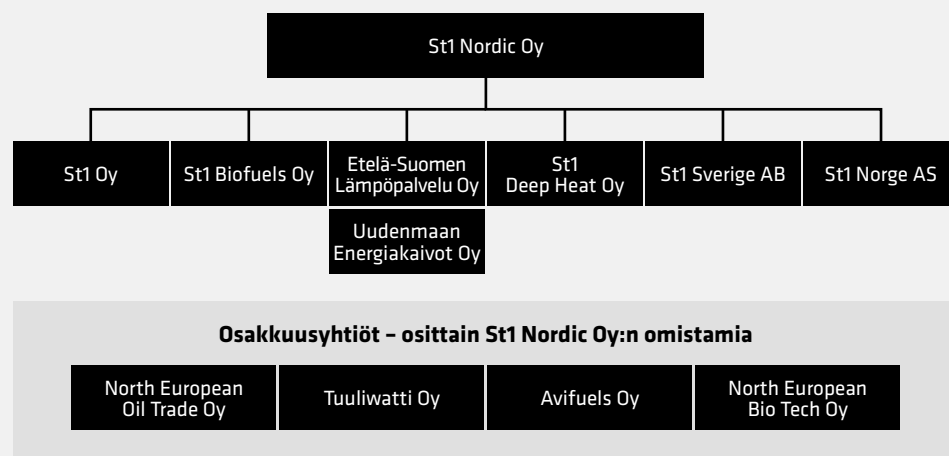 St1 Nordic Oy
St1 Oy
St1 Biofuels Oy
Etelä-Suomen
Lämpöpalvelu Oy
St1
Deep Heat Oy
St1 Sverige AB
St1 Norge AS
Uudenmaan
Energiakaivot Oy
Osakkuusyhtiöt – osittain St1 Nordic Oy:n omistamia
North European
Oil Trade Oy
Tuuliwatti Oy
Avifuels Oy
North European
Bio Tech Oy